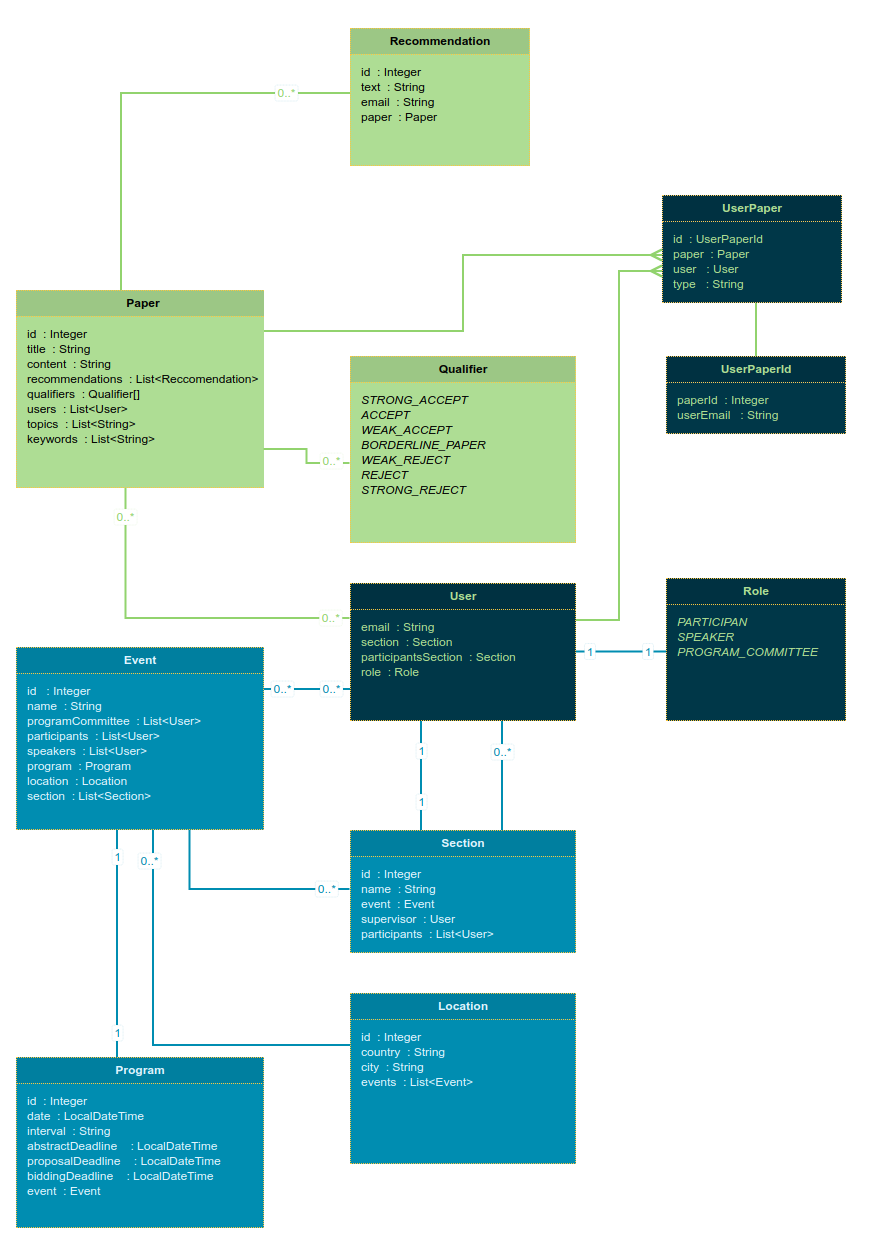 Recommendation
id : Integer
text : String
email : String
paper : Paper
0..*
UserPaper
id : UserPaperId
paper : Paper
user : User
type : String
Paper
id : Integer
title : String
content : String
recommendations : List<Reccomendation>
qualifiers : Qualifier[]
users : List<User>
topics : List<String>
keywords : List<String>
Qualifier
STRONG_ACCEPT
ACCEPT
WEAK_ACCEPT
BORDERLINE_PAPER
WEAK_REJECT
REJECT
STRONG_REJECT
0..*
UserPaperId
paperId : Integer
userEmail : String
0..*
0..*
User
email : String
section : Section
participantsSection : Section
role : Role
1
1
Role
PARTICIPAN
SPEAKER
PROGRAM_COMMITTEE
Event
id : Integer
name : String
programCommittee : List<User>
participants : List<User>
speakers : List<User>
program : Program
location : Location
section : List<Section>
0..*
0..*
1
0..*
1
Section
id : Integer
name : String
event : Event
supervisor : User
participants : List<User>
1
0..*
0..*
1
Location
id : Integer
country : String
city : String
events : List<Event>
Program
id : Integer
date : LocalDateTime
interval : String
abstractDeadline : LocalDateTime
proposalDeadline : LocalDateTime
biddingDeadline : LocalDateTime
event : Event